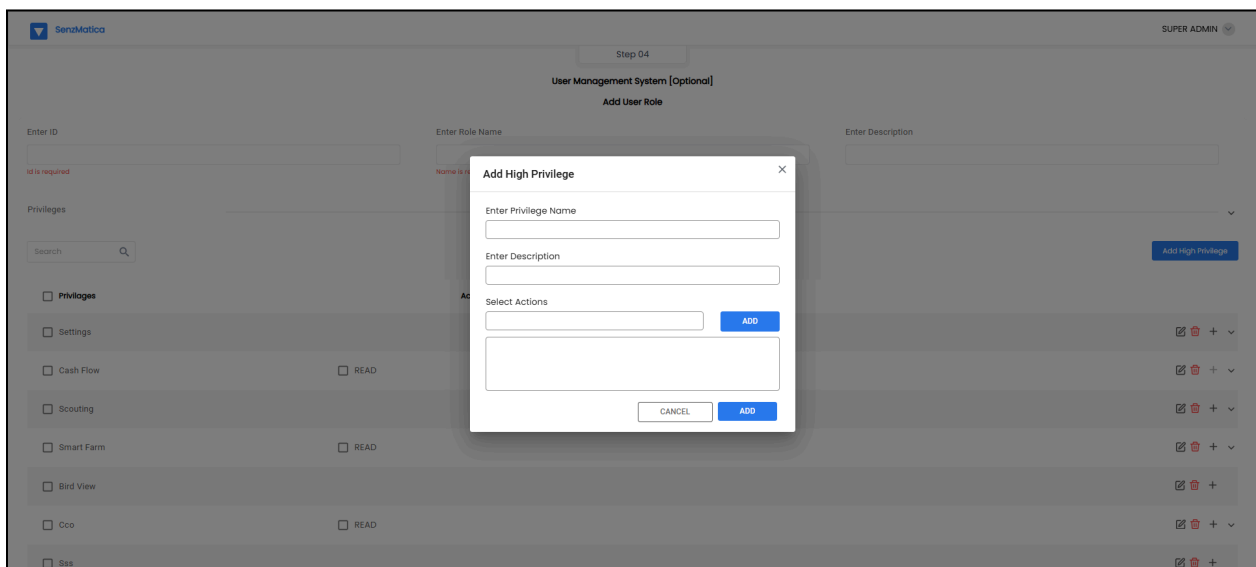 SenzMatica
SUPER ADMIN
Step 04
User Management System [Optional]
Add User Role
Enter ID
Enter Role Name
Enter Description
Id is required
Name is
Add High Privilege
Enter Privilege Name
Enter Description
Select Actions
ADD
CANCEL
ADD
Privileges
Search
Add High Privilege
Privilages
Settings
Cash Flow
READ
Scouting
Smart Farm
READ
Bird View
Cco
READ
Sss